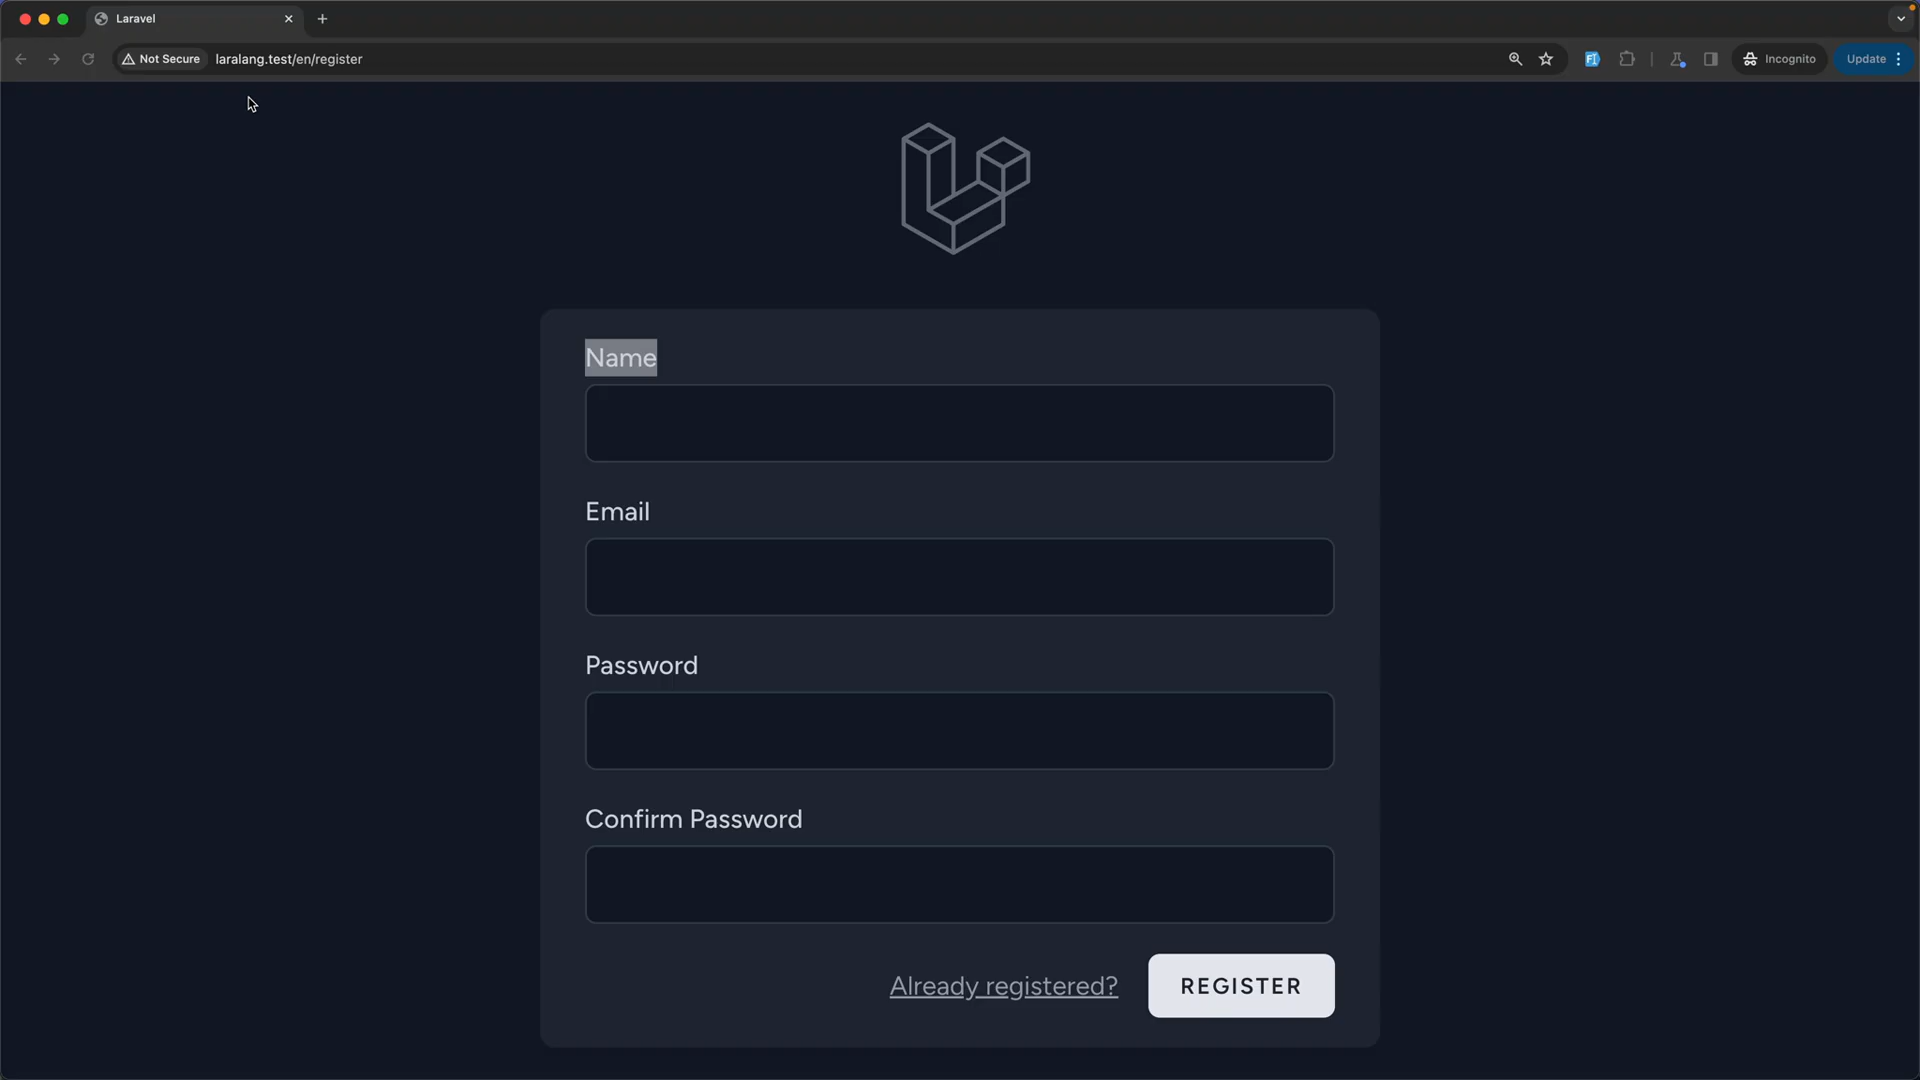 Laravel
Not Secure
laralang.test/en/register
Incognito
Update
Name
Email
Password
Confirm Password
Already registered?
REGISTER